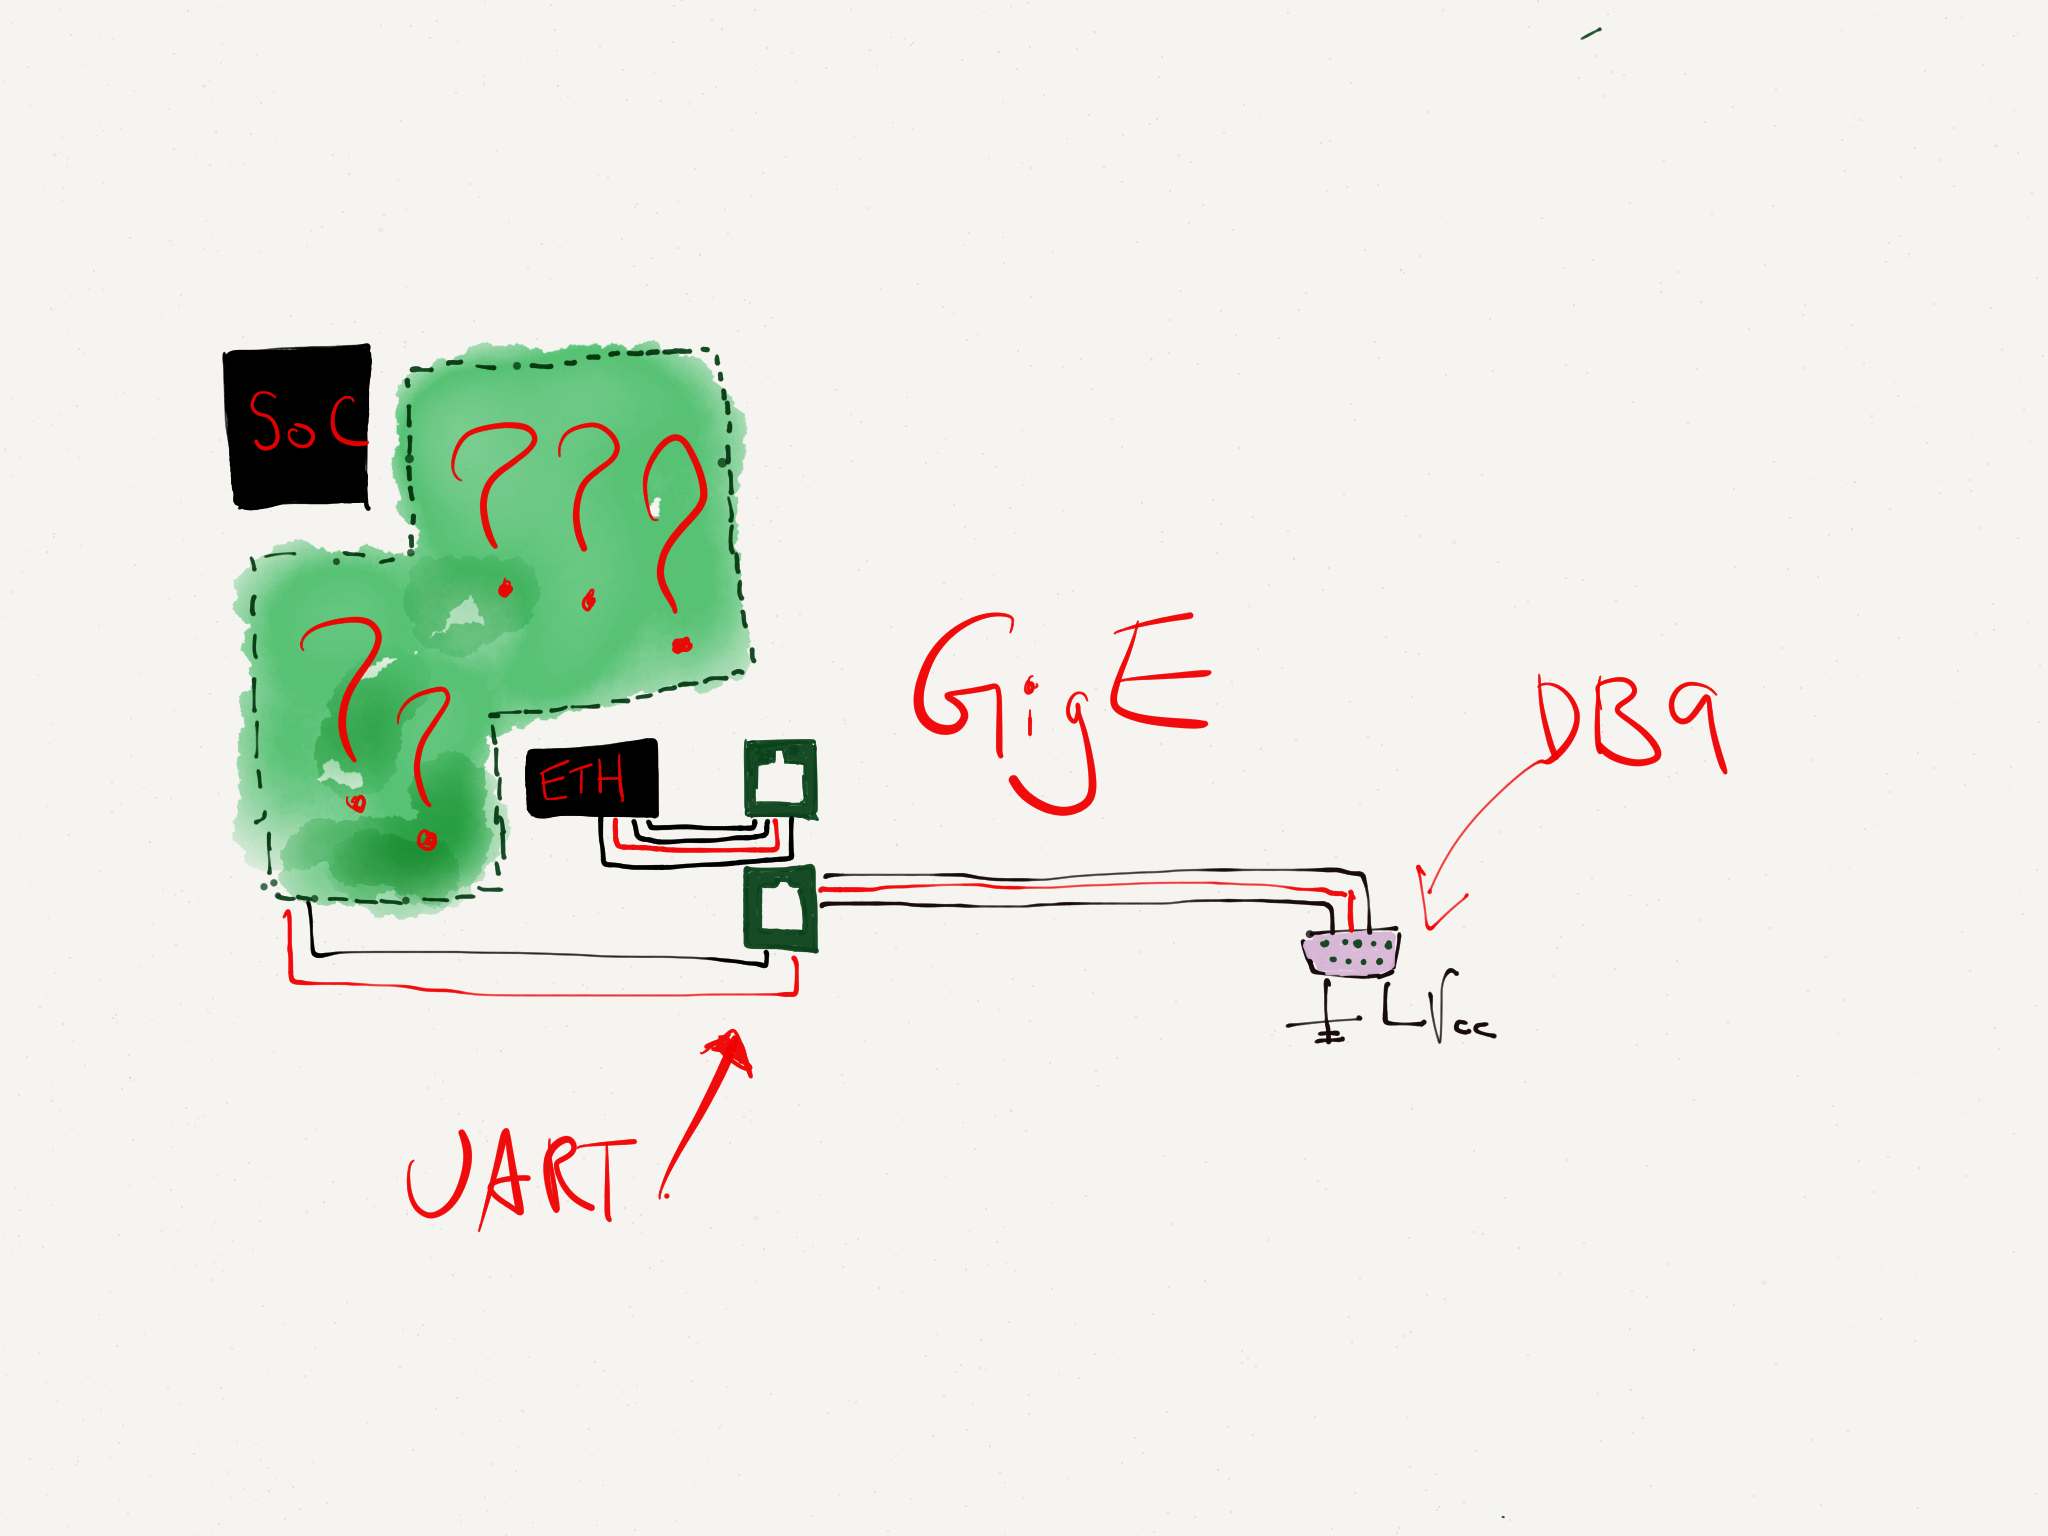 SoC
???
??
GigE
DB9
ETH
Vcc
UART